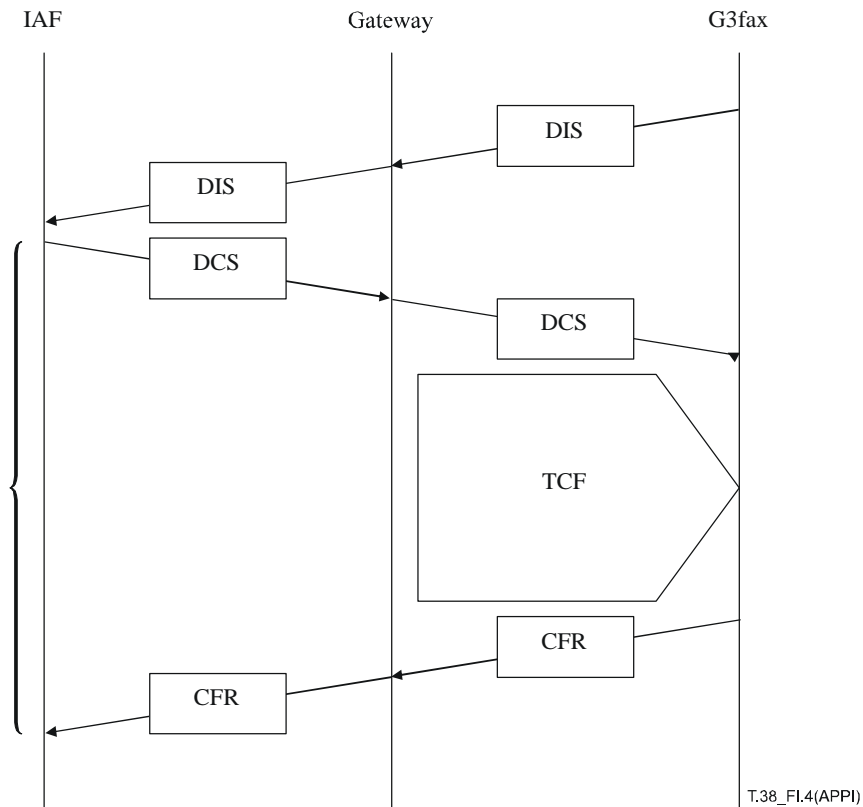 IAF Gateway G3fax
DIS
DIS
DCS
DCS
TCF
CFR
CFR
T.38_FI.4(APPI)